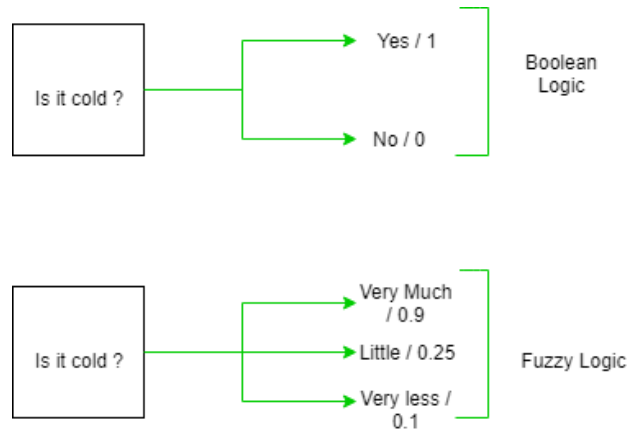 Is it cold ?
Yes / 1
No / 0
Boolean
Logic
Is it cold ?
Very Much
/ 0.9
Little / 0.25
Very less /
0.1
Fuzzy Logic